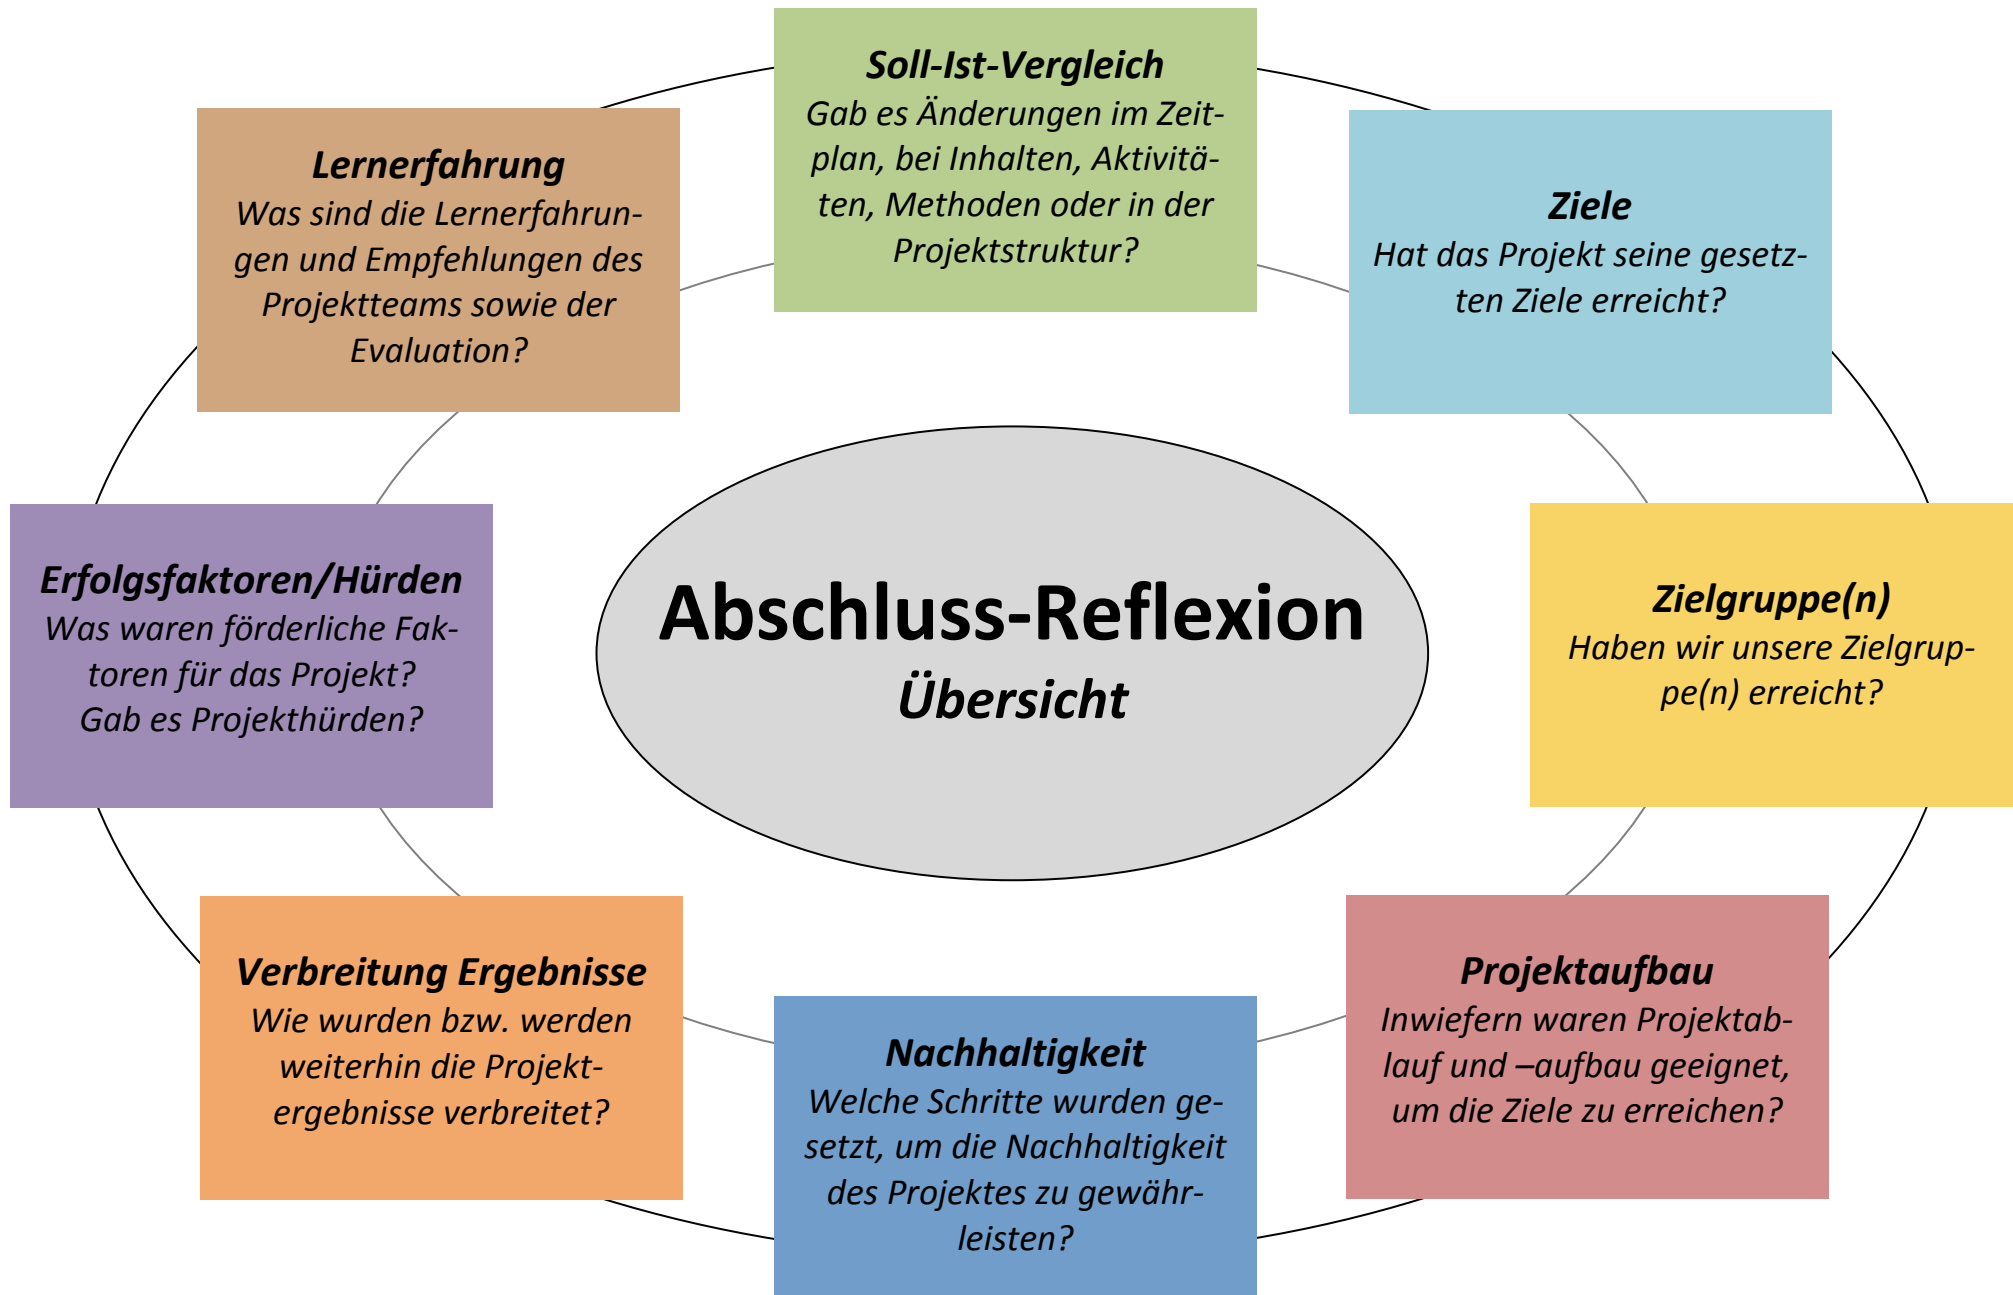 Soll-Ist-Vergleich
Gab es Änderungen im Zeit-
plan, bei Inhalten, Aktivitä-
ten, Methoden oder in der
Projektstruktur?
Ziele
Hat das Projekt seine gesetz-
ten Ziele erreicht?
Zielgruppe(n)
Haben wir unsere Zielgrup-
pe(n) erreicht?
Projektaufbau
Inwiefern waren Projektab-
lauf und –aufbau geeignet,
um die Ziele zu erreichen?
Nachhaltigkeit
Welche Schritte wurden ge-
setzt, um die Nachhaltigkeit
des Projektes zu gewähr-
leisten?
Verbreitung Ergebnisse
Wie wurden bzw. werden
weiterhin die Projekt-
ergebnisse verbreitet?
Erfolgsfaktoren/Hürden
Was waren förderliche Fak-
toren für das Projekt?
Gab es Projekthürden?
Lernerfahrung
Was sind die Lernerfahrun-
gen und Empfehlungen des
Projektteams sowie der
Evaluation?
Abschluss-Reflexion
Übersicht